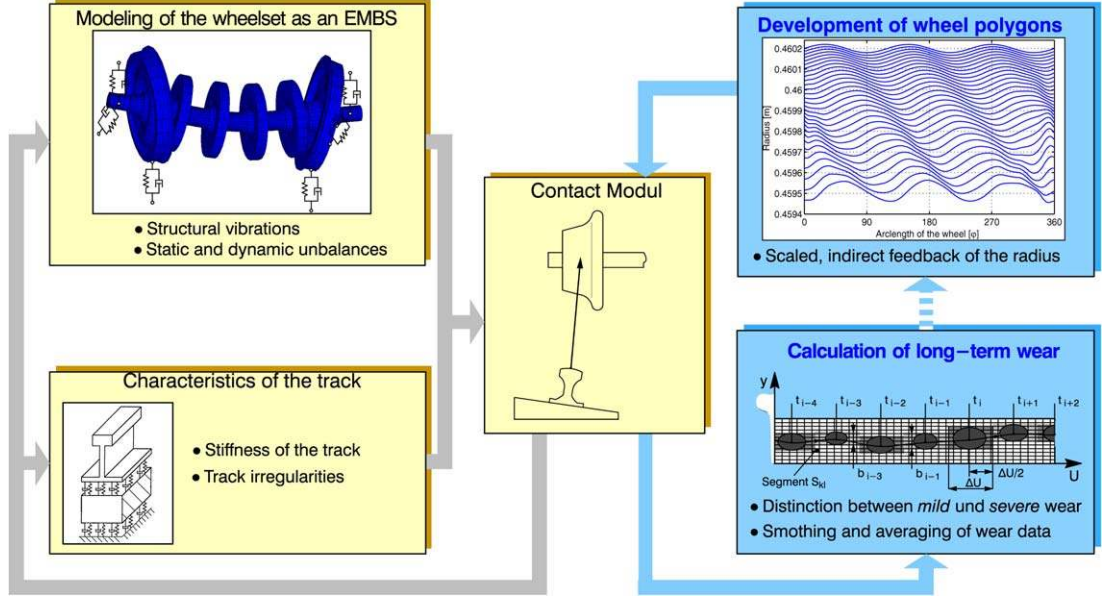 Modeling of the wheelset as an EMBS
● Structural vibrations
● Static and dynamic unbalances
Characteristics of the track
● Stiffness of the track
● Track irregularities
Contact Modul
Development of wheel polygons
0.4602
0.4601
0.46
0.4599
0.4598
0.4597
0.4596
0.4595
0.4594
Radius [m]
0 90 180 270 360
Arclength of the wheel [φ]
● Scaled, indirect feedback of the radius
Calculation of long−term wear
y
t i−4 t i−3 t i−2 t i−1 t i t i+1 t i+2
Segment S kl
b i−3 b i−1 ΔU ΔU/2 U
● Distinction between mild und severe wear
● Smothing and averaging of wear data